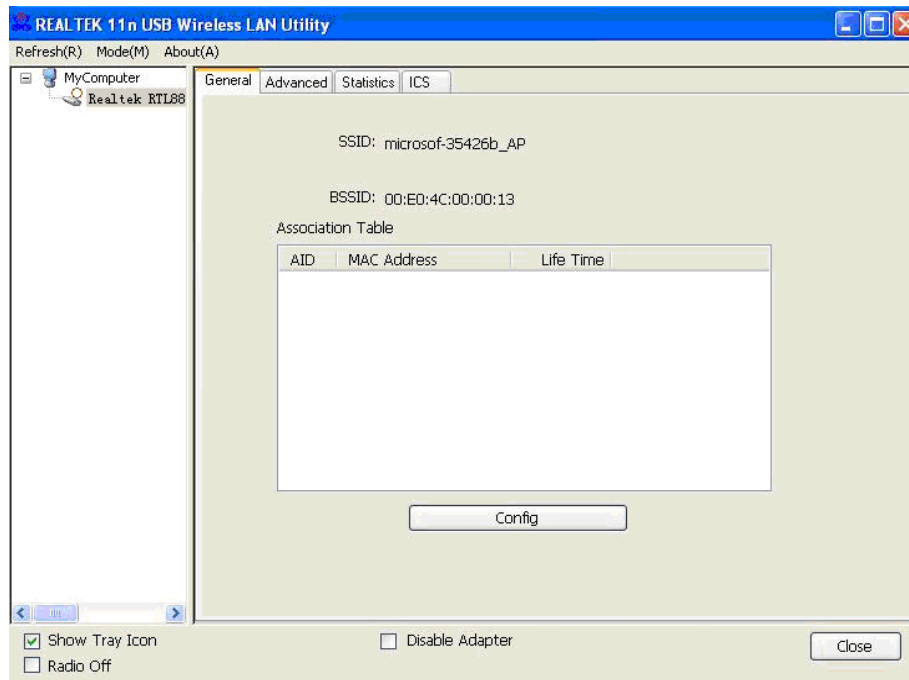 REALTEK 11n USB Wireless LAN Utility
Refresh(R) Mode(M) About(A)
MyComputer
Realtek RTL88
General Advanced Statistics ICS
SSID: microsof-35426b_AP
BSSID: 00:E0:4C:00:00:13
Association Table
AID MAC Address Life Time
Config
Show Tray Icon
Radio Off
Disable Adapter
Close